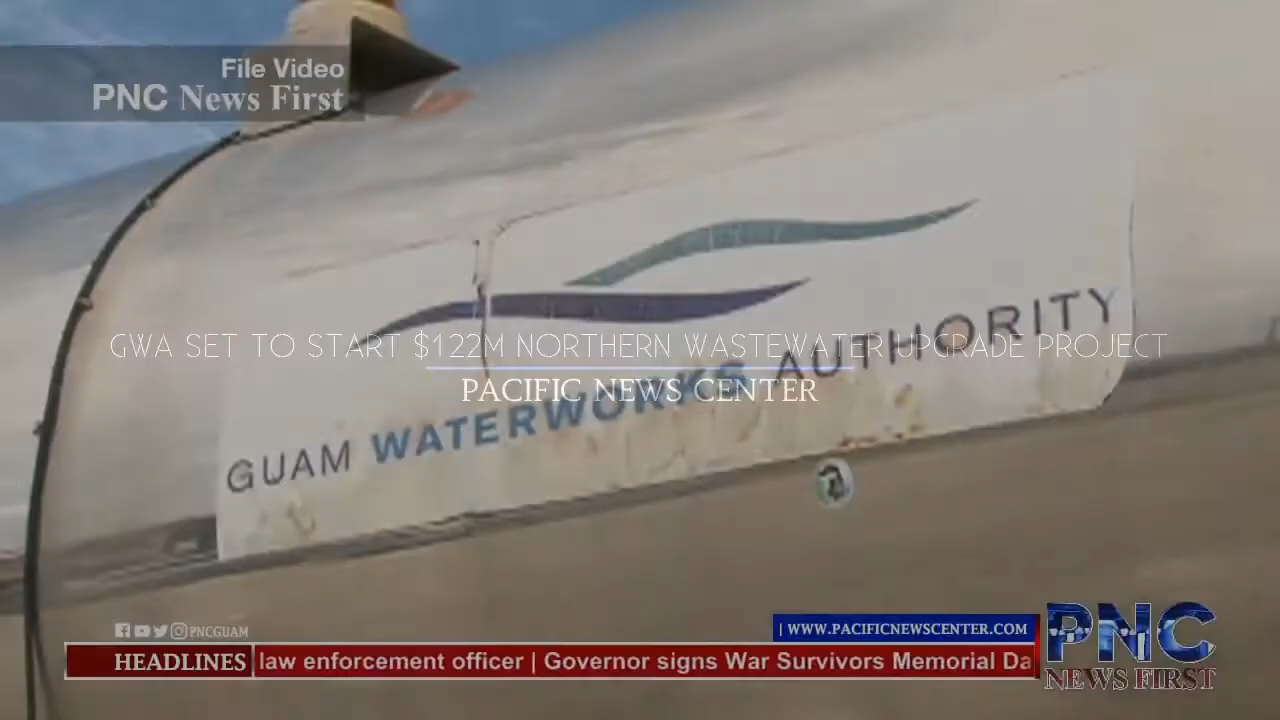 File Video
PNC News First
GWA SET TO START $122M NORTHERN WASTEWATER UPGRADE PROJECT
PACIFIC NEWS CENTER
GUAM WATERWORKS AUTHORITY
PNCGUAM
| WWW.PACIFICNEWSCENTER.COM
HEADLINES law enforcement officer | Governor signs War Survivors Memorial Da
PNC
NEWS FIRST